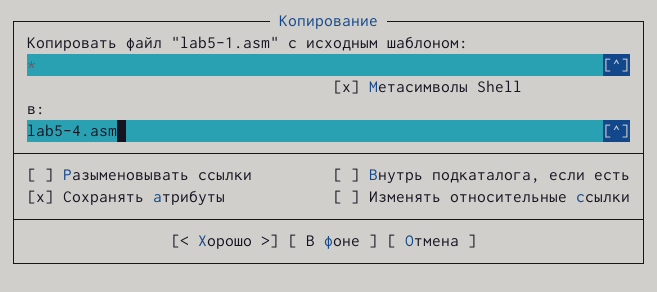 Копирование
Копировать файл "lab5-1.asm" с исходным шаблоном:
* [^]
[x] Метасимволы Shell
в:
lab5-4.asm [^]
[ ] Разыменовывать ссылки [ ] Внутрь подкаталога, если есть
[x] Сохранять атрибуты [ ] Изменять относительные ссылки
[< Хорошо >] [ В фоне ] [ Отмена ]